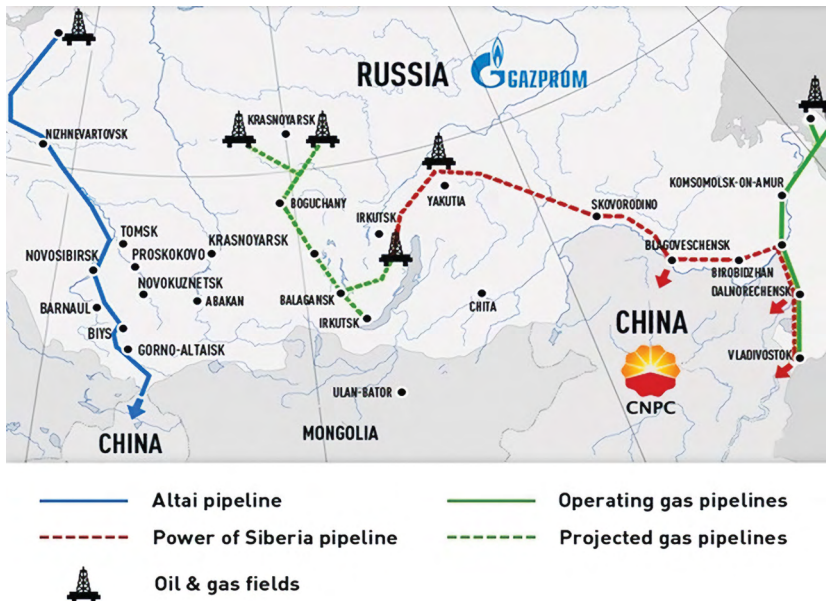 RUSSIA
GAZPROM
KRASNOYARSK
NIZHNEVARTOVSK
KOMSOMOLSK-ON-AMUR
YAKUTIA
BOGUCHANY
SKOVORODINO
IRKUTSK
TOMSK
KRASNOYARSK
NOVOSIBIRSK
PROSKOKOVO
BLAGOVESCHENSK
BIROBIDZHAN
NOVOKUZNETSK
DALNORECHENSK
BARNAUL
ABAKAN
BALAGANSK
CHITA
IRKUTSK
CHINA
BIYS
GORNO-ALTAISK
VLADIVOSTOK
ULAN-BATOR
CNPC
CHINA
MONGOLIA
Altai pipeline
Operating gas pipelines
Power of Siberia pipeline
Projected gas pipelines
Oil & gas fields